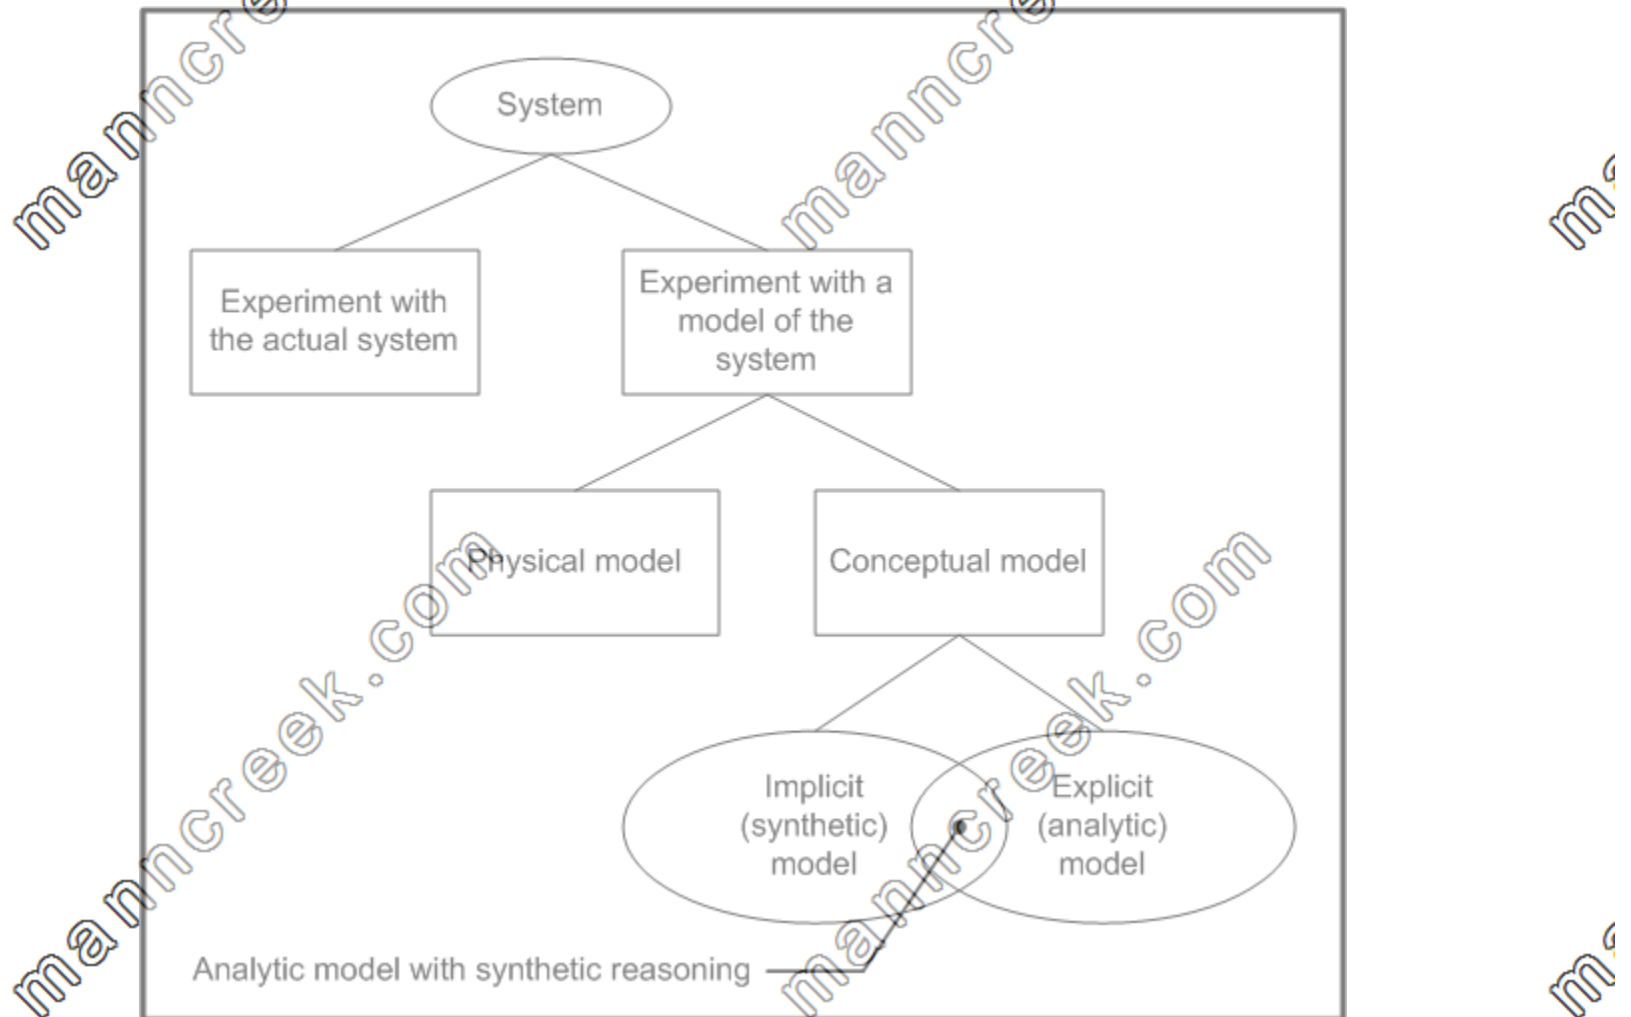 System
Experiment with
the actual system
Experiment with a
model of the
system
Physical model
Conceptual model
Implicit
(synthetic)
model
Explicit
(analytic)
model
Analytic model with synthetic reasoning
manncreek.com
manncreek.com